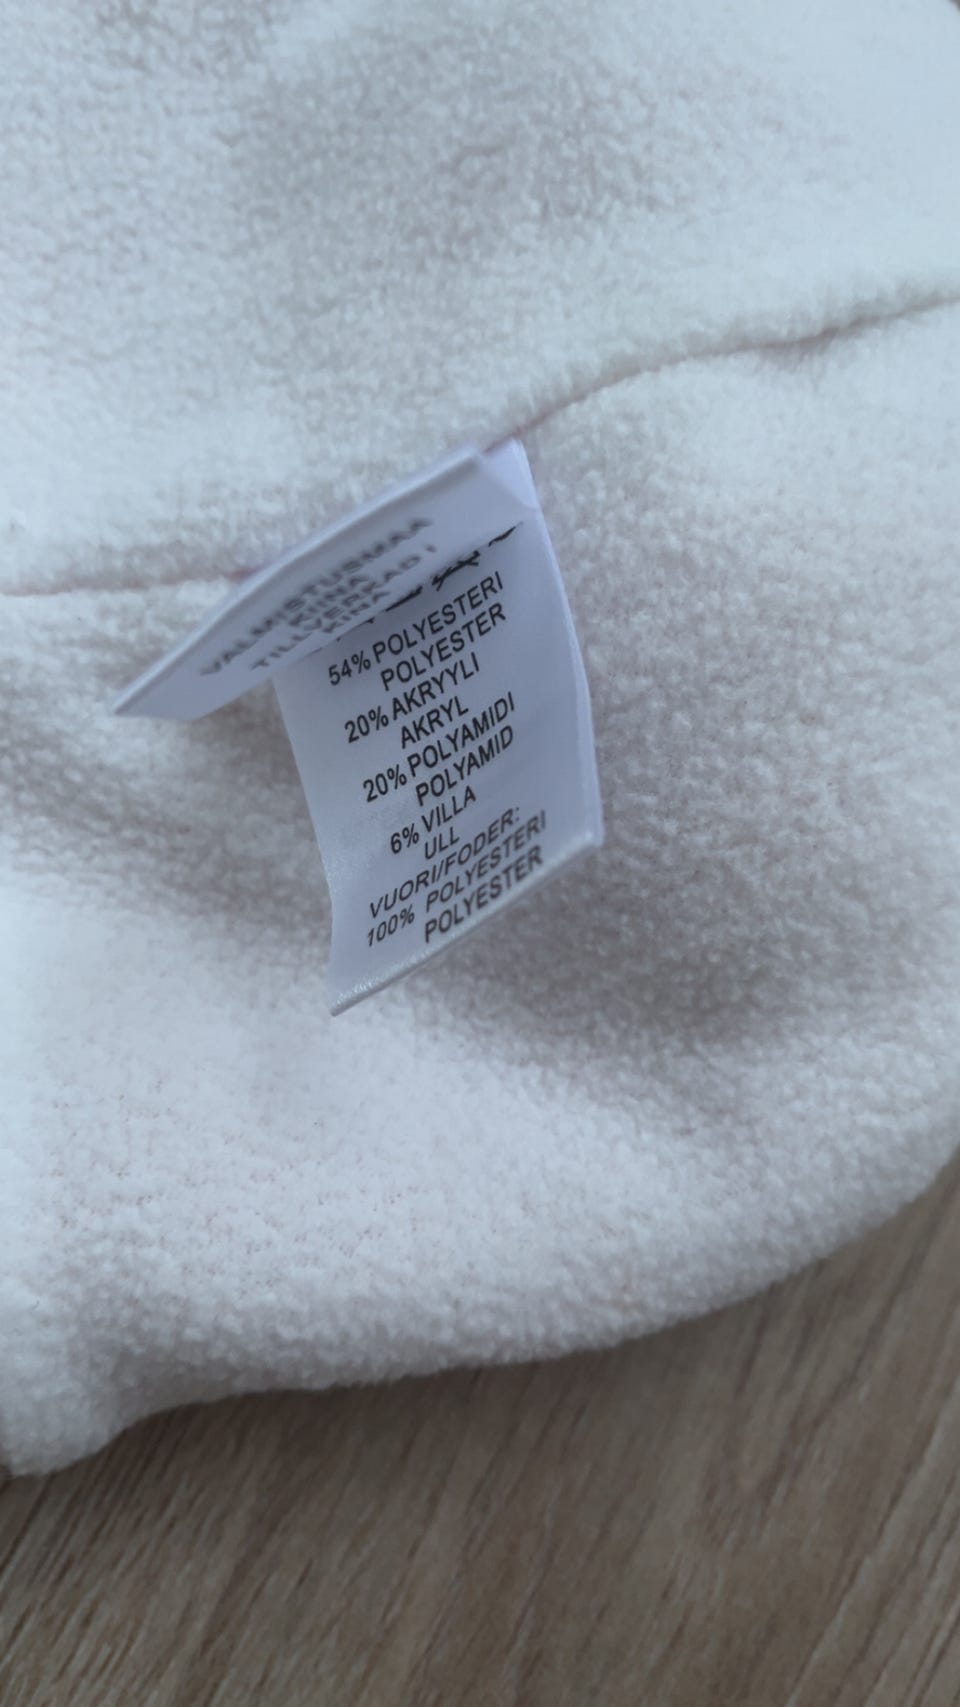 VALMISTUSMAA
KIINA
TILLVERKAD I
KINA
54% POLYESTERI
POLYESTER
20% AKRYYLI
AKRYL
20% POLYAMIDI
POLYAMID
6% VILLA
ULL
VUORI/FODER:
100% POLYESTERI
POLYESTER